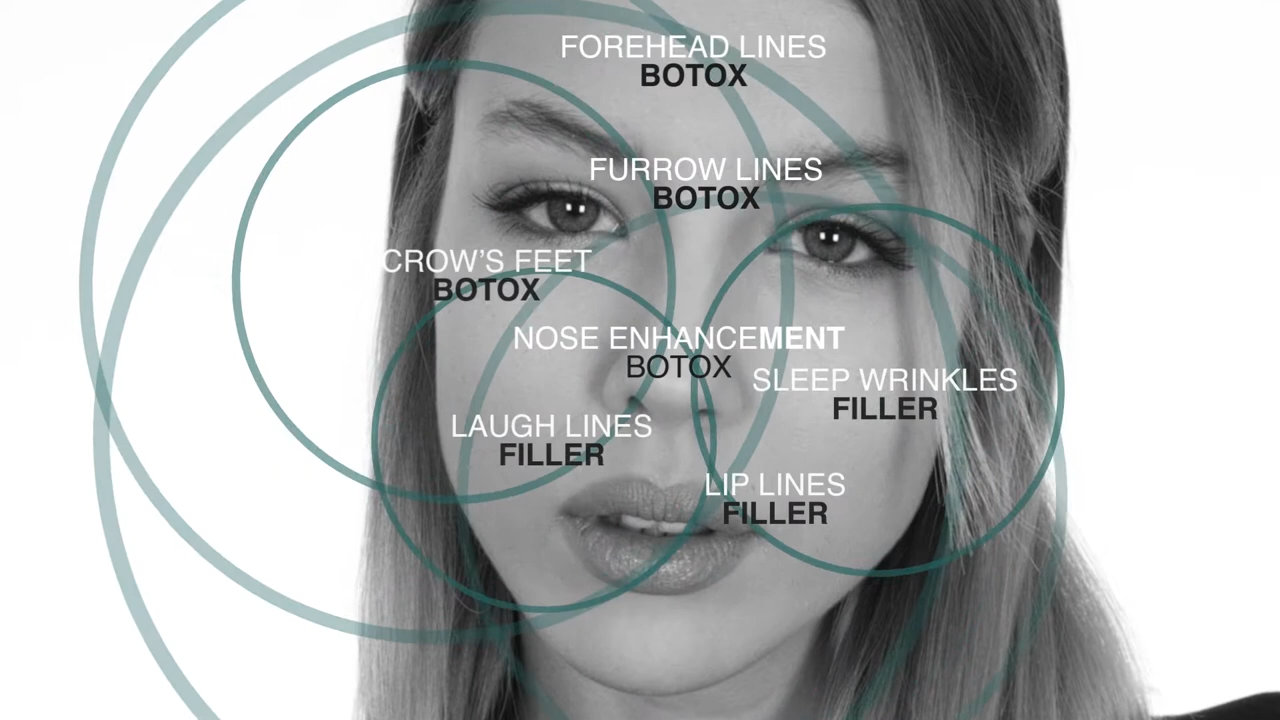 FOREHEAD LINES
BOTOX
FURROW LINES
BOTOX
CROW’S FEET
BOTOX
NOSE ENHANCEMENT
BOTOX
SLEEP WRINKLES
FILLER
LAUGH LINES
FILLER
LIP LINES
FILLER